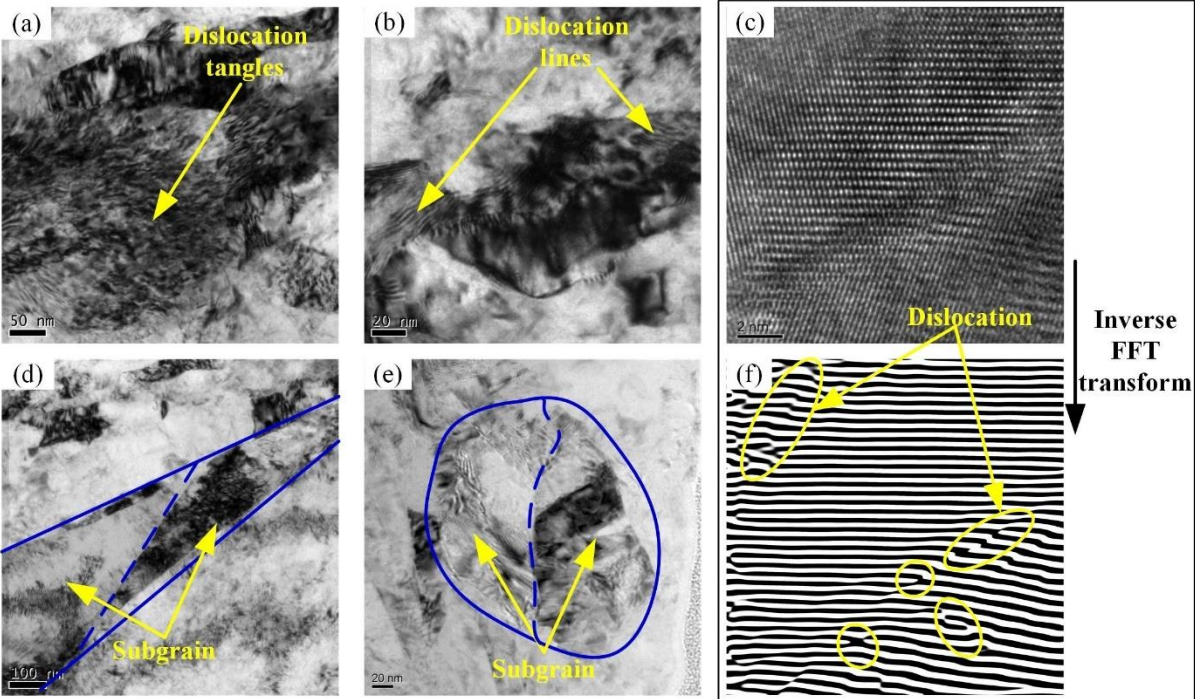 (a)
Dislocation
tangles
50 nm
(b)
Dislocation
lines
20 nm
(c)
2 nm
Inverse
FFT
transform
(d)
Subgrain
100 nm
(e)
Subgrain
20 nm
Dislocation
(f)